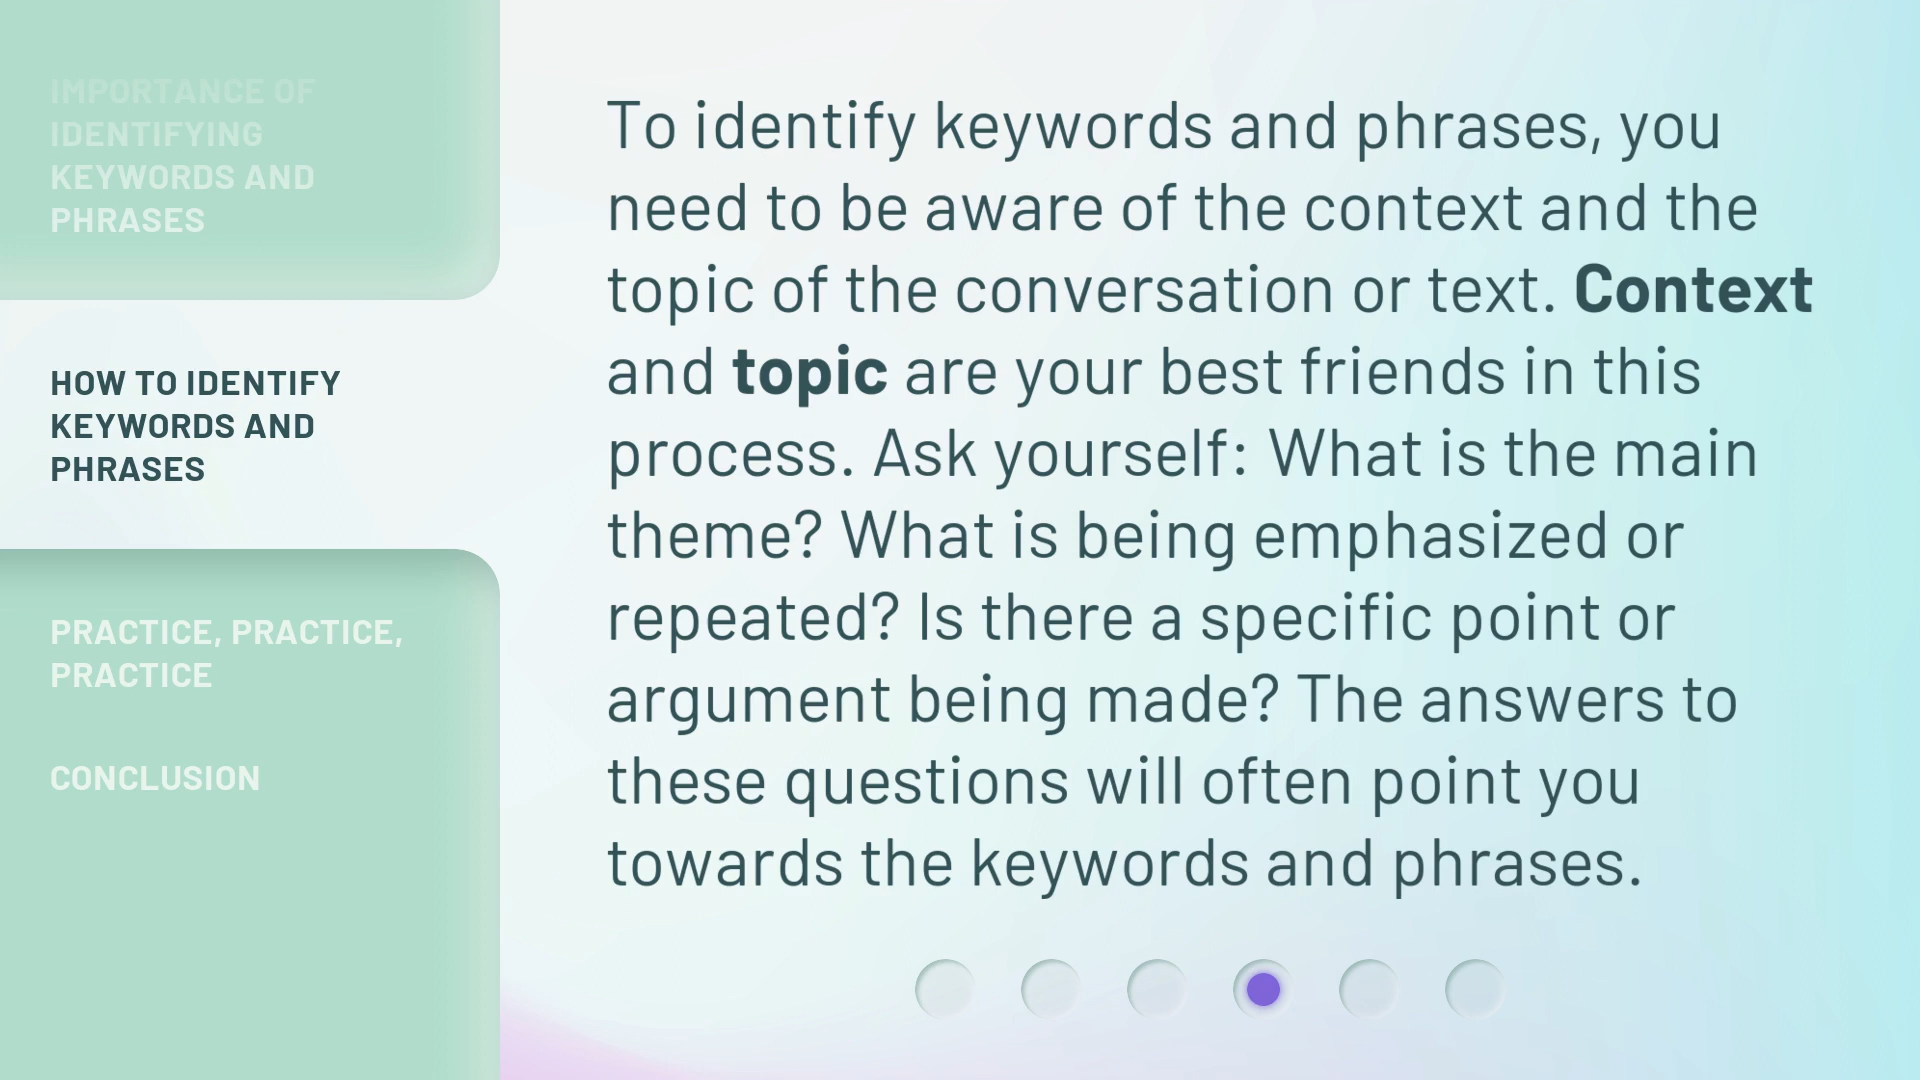 IMPORTANCE OF
IDENTIFYING
KEYWORDS AND
PHRASES
HOW TO IDENTIFY
KEYWORDS AND
PHRASES
PRACTICE, PRACTICE,
PRACTICE
CONCLUSION
To identify keywords and phrases, you
need to be aware of the context and the
topic of the conversation or text. Context
and topic are your best friends in this
process. Ask yourself: What is the main
theme? What is being emphasized or
repeated? Is there a specific point or
argument being made? The answers to
these questions will often point you
towards the keywords and phrases.